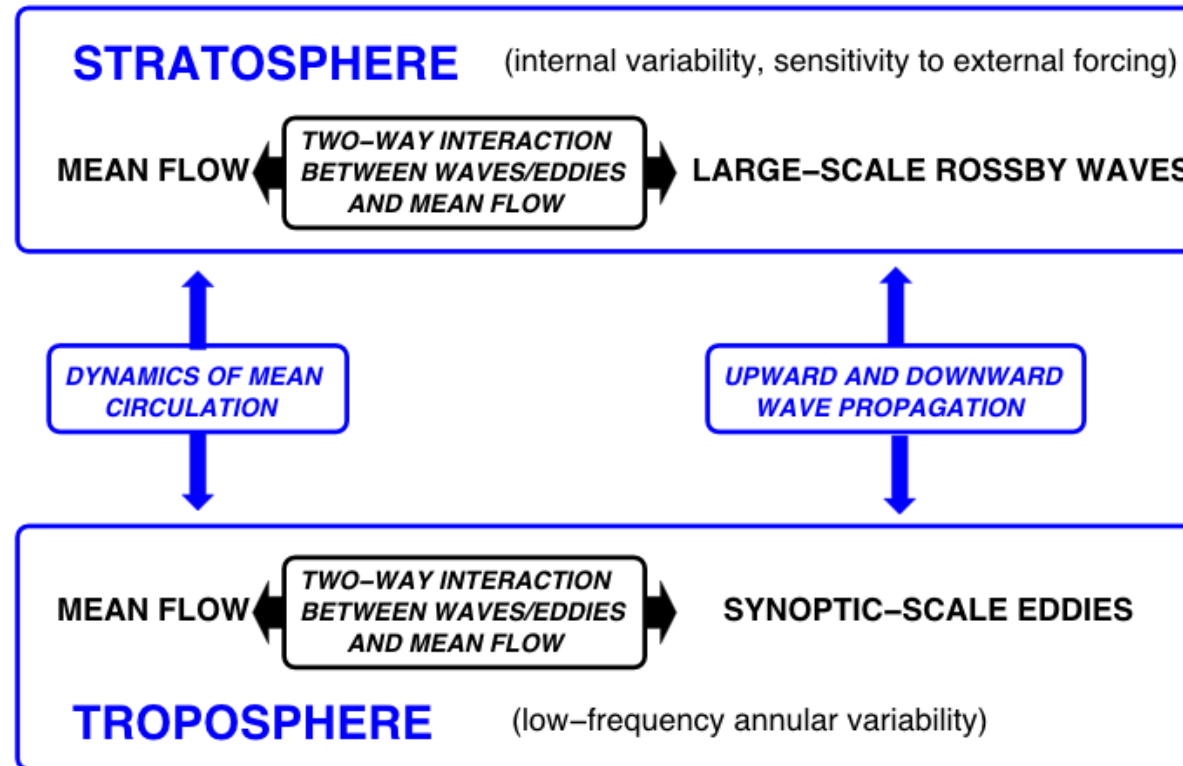 STRATOSPHERE (internal variability, sensitivity to external forcing)
TWO−WAY INTERACTION
MEAN FLOW BETWEEN WAVES/EDDIES LARGE−SCALE ROSSBY WAVES
AND MEAN FLOW
DYNAMICS OF MEAN
CIRCULATION
UPWARD AND DOWNWARD
WAVE PROPAGATION
TWO−WAY INTERACTION
MEAN FLOW BETWEEN WAVES/EDDIES SYNOPTIC−SCALE EDDIES
AND MEAN FLOW
TROPOSPHERE (low−frequency annular variability)